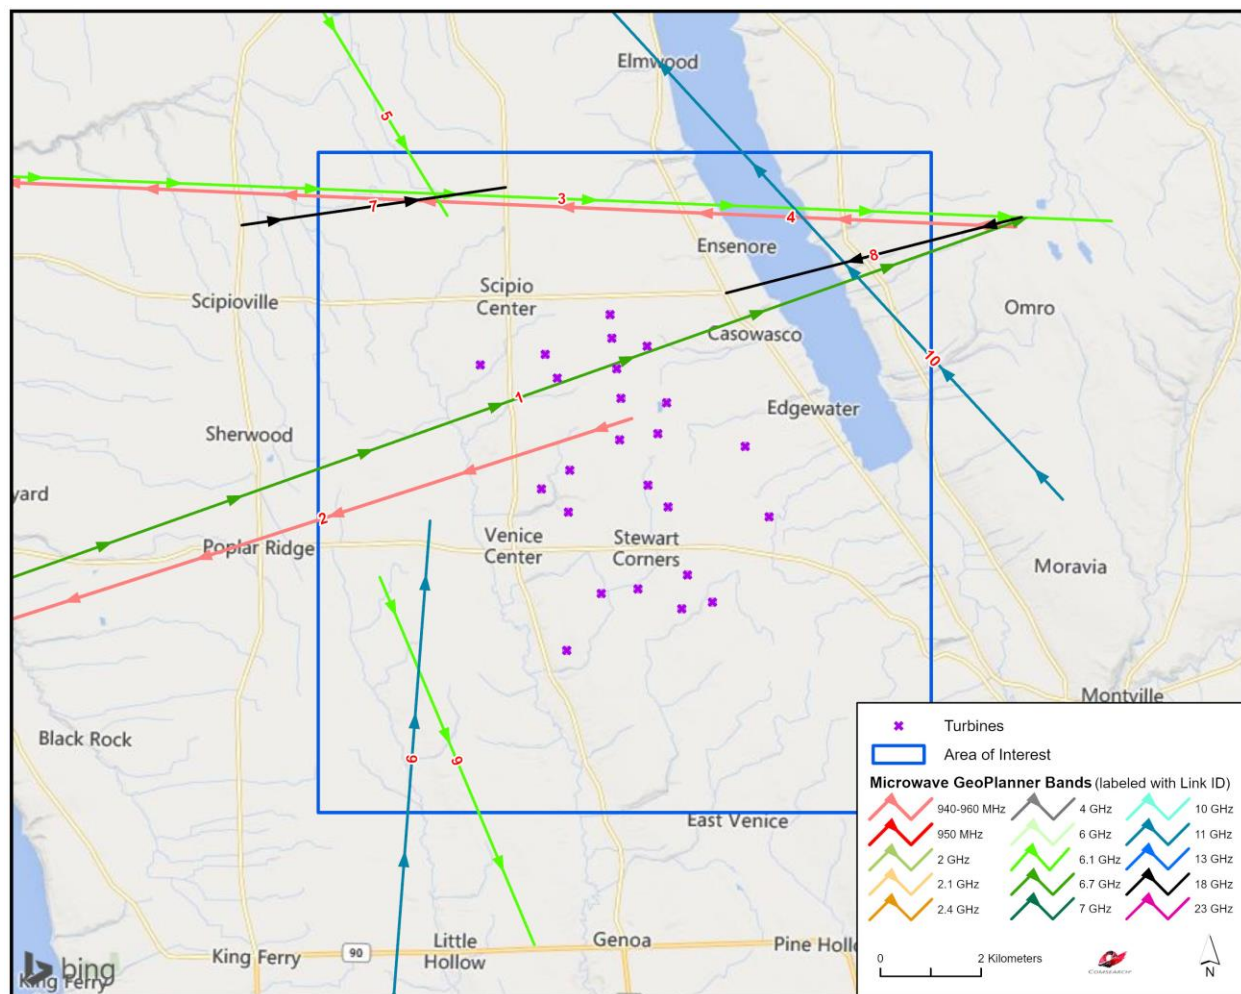 Elmwood
5
3
7
4
Ensenore
8
Scipioville
Scipio
Center
Omro
Casowasco
10
1
Edgewater
Sherwood
yard
2
Poplar Ridge
Venice
Center
Stewart
Corners
Moravia
Montville
Black Rock
6
9
East Venice
King Ferry
90
Little
Hollow
Genoa
Pine Hollo
bing
King Ferry
Turbines
Area of Interest
Microwave GeoPlanner Bands (labeled with Link ID)
940-960 MHz
4 GHz
10 GHz
950 MHz
6 GHz
11 GHz
2 GHz
6.1 GHz
13 GHz
2.1 GHz
6.7 GHz
18 GHz
2.4 GHz
7 GHz
23 GHz
0 2 Kilometers
COMSEARCH
N